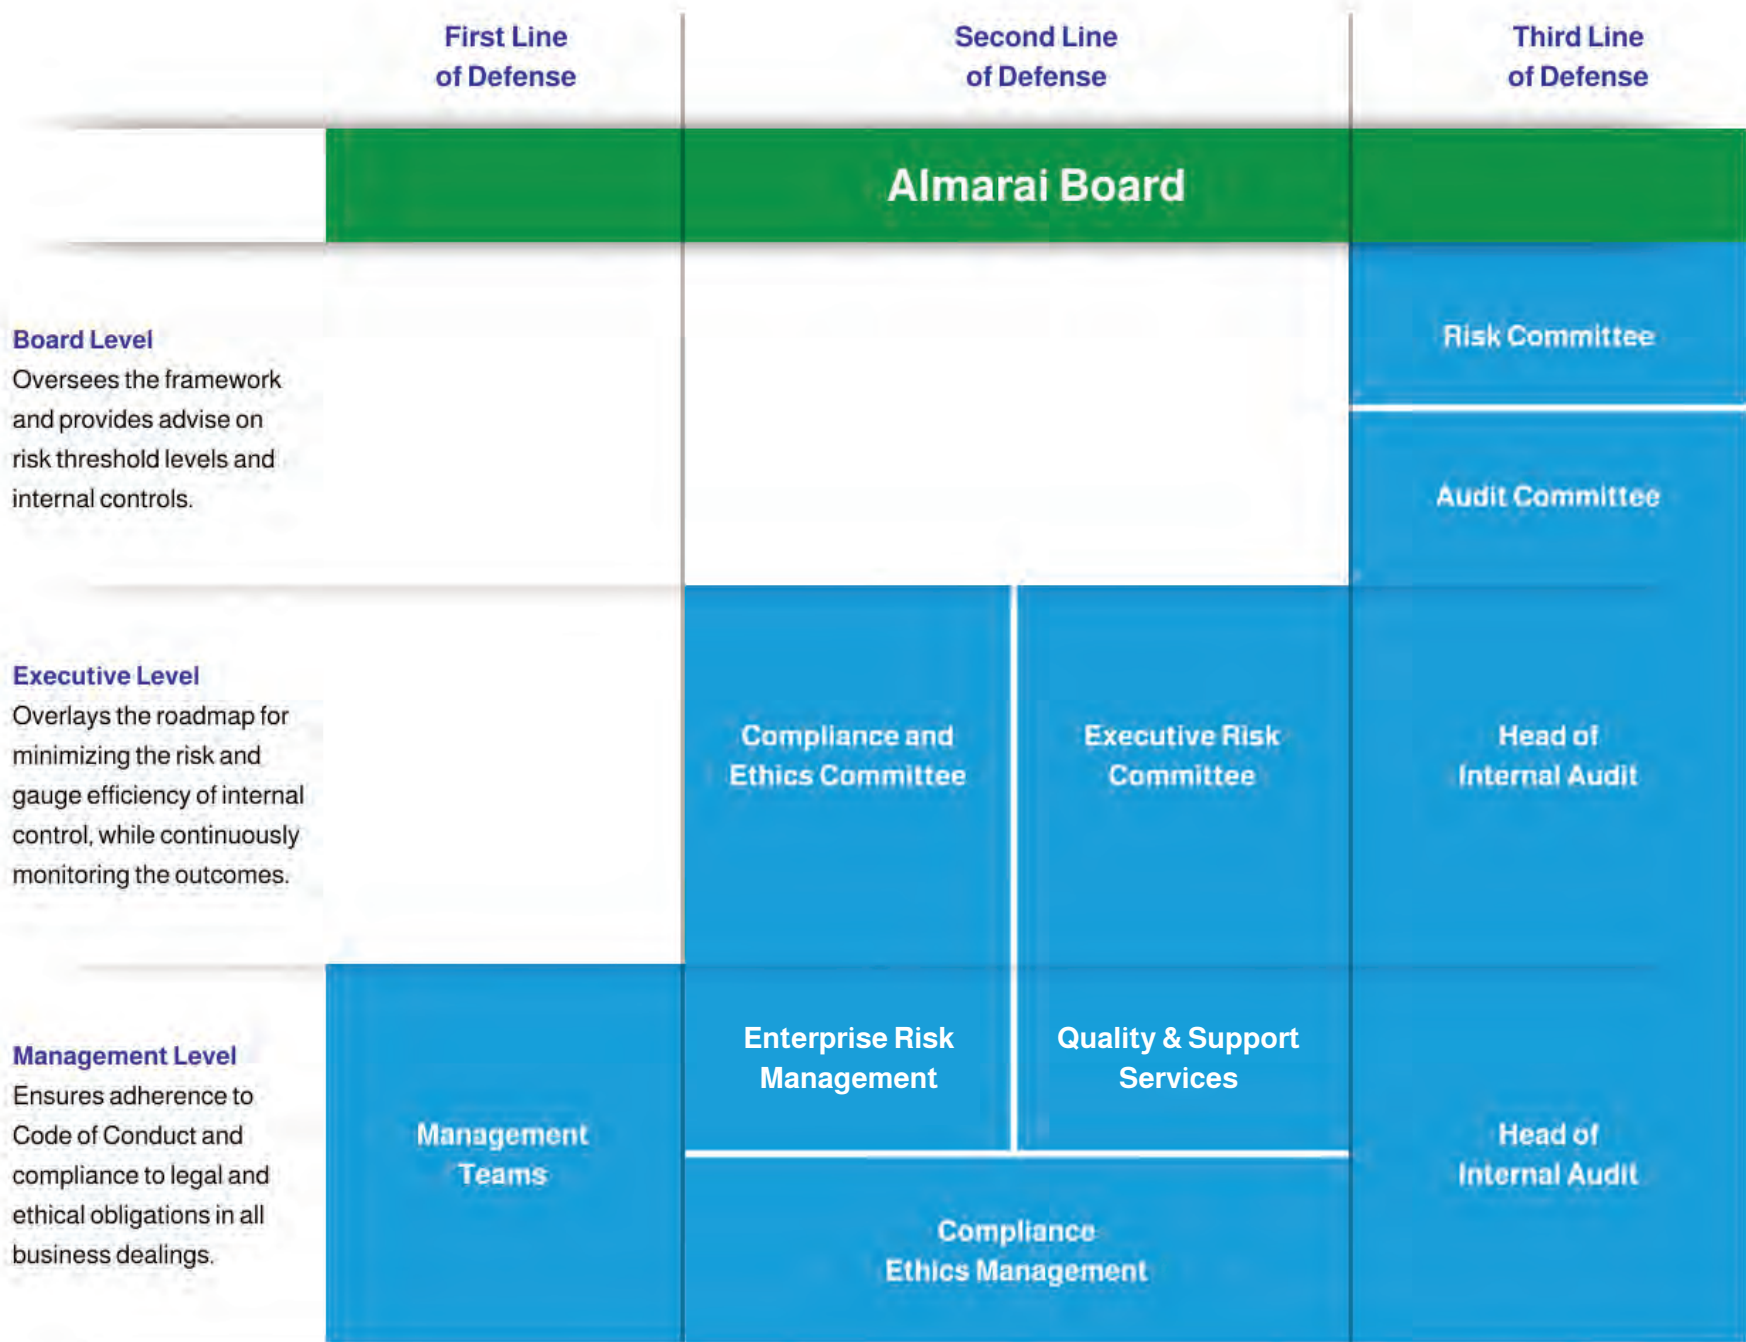 First Line
of Defense
Second Line
of Defense
Third Line
of Defense
Almarai Board
Board Level
Oversees the framework
and provides advise on
risk threshold levels and
internal controls.
Risk Committee
Audit Committee
Executive Level
Overlays the roadmap for
minimizing the risk and
gauge efficiency of internal
control, while continuously
monitoring the outcomes.
Compliance and
Ethics Committee
Executive Risk
Committee
Head of
Internal Audit
Management Level
Ensures adherence to
Code of Conduct and
compliance to legal and
ethical obligations in all
business dealings.
Management
Teams
Enterprise Risk
Management
Quality & Support
Services
Compliance
Ethics Management
Head of
Internal Audit